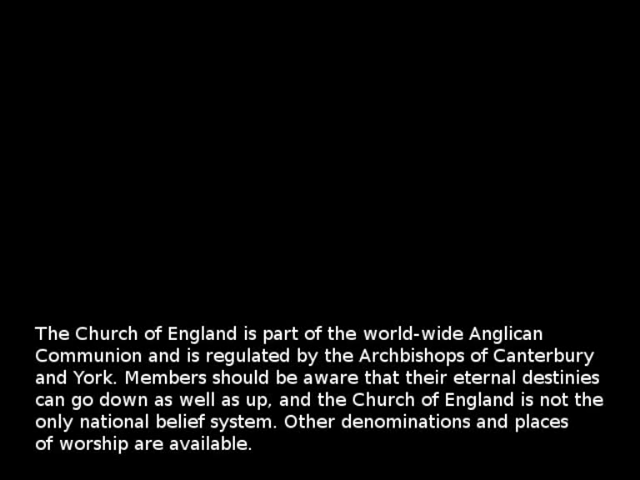 The Church of England is part of the world-wide Anglican
Communion and is regulated by the Archbishops of Canterbury
and York. Members should be aware that their eternal destinies
can go down as well as up, and the Church of England is not the
only national belief system. Other denominations and places
of worship are available.